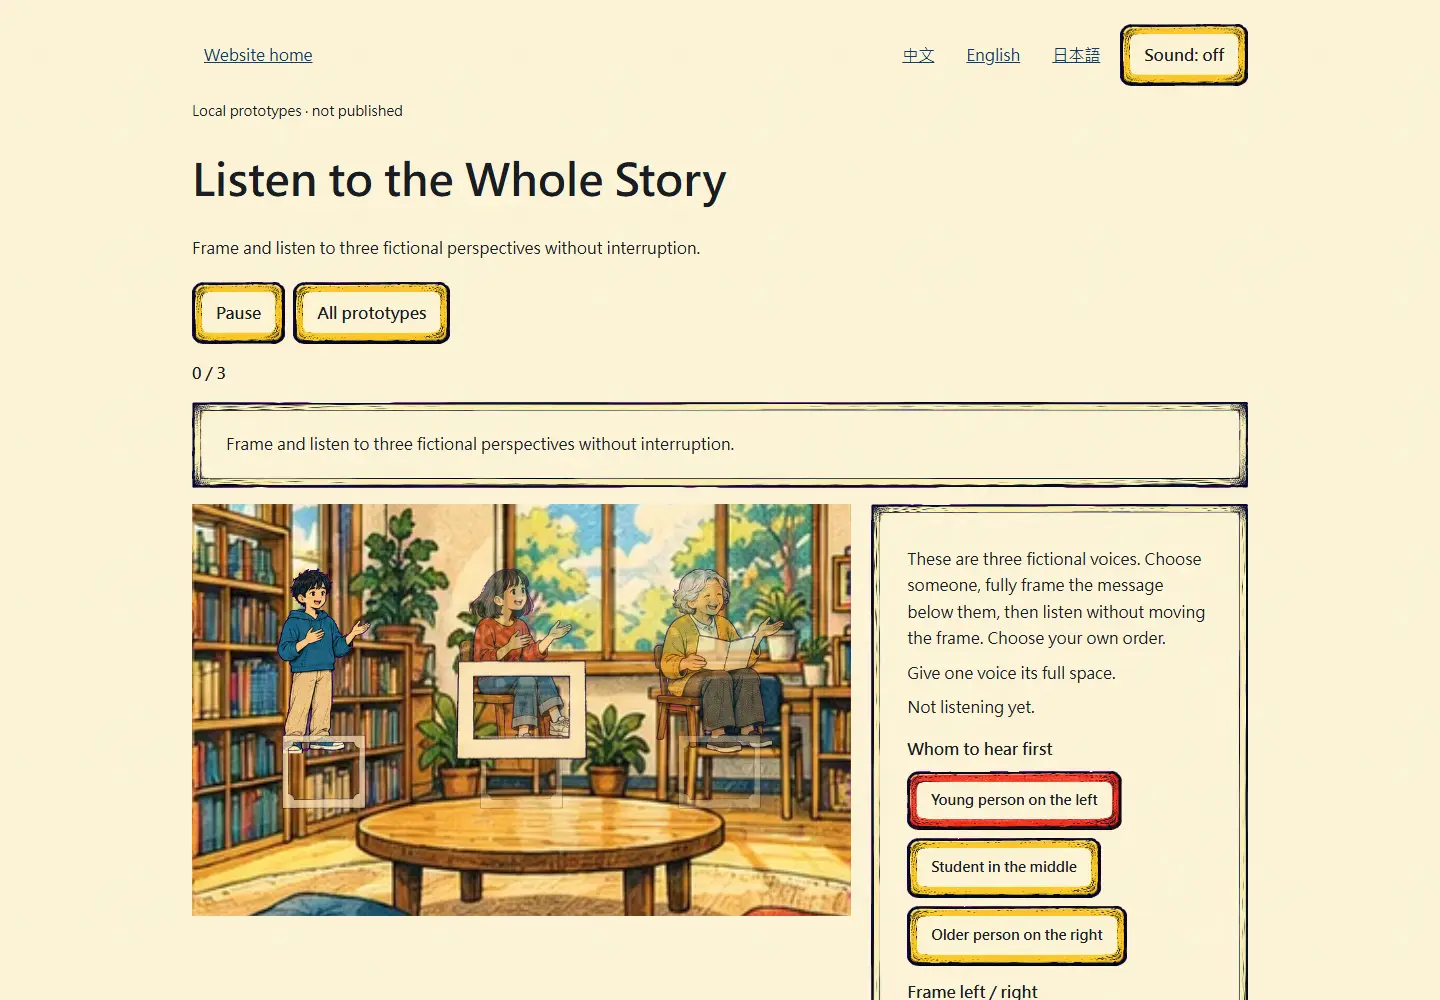 Website home
中文
English
日本語
Sound: off
Local prototypes · not published
Listen to the Whole Story
Frame and listen to three fictional perspectives without interruption.
Pause
All prototypes
0 / 3
Frame and listen to three fictional perspectives without interruption.
These are three fictional voices. Choose
someone, fully frame the message
below them, then listen without moving
the frame. Choose your own order.
Give one voice its full space.
Not listening yet.
Whom to hear first
Young person on the left
Student in the middle
Older person on the right
Frame left / right